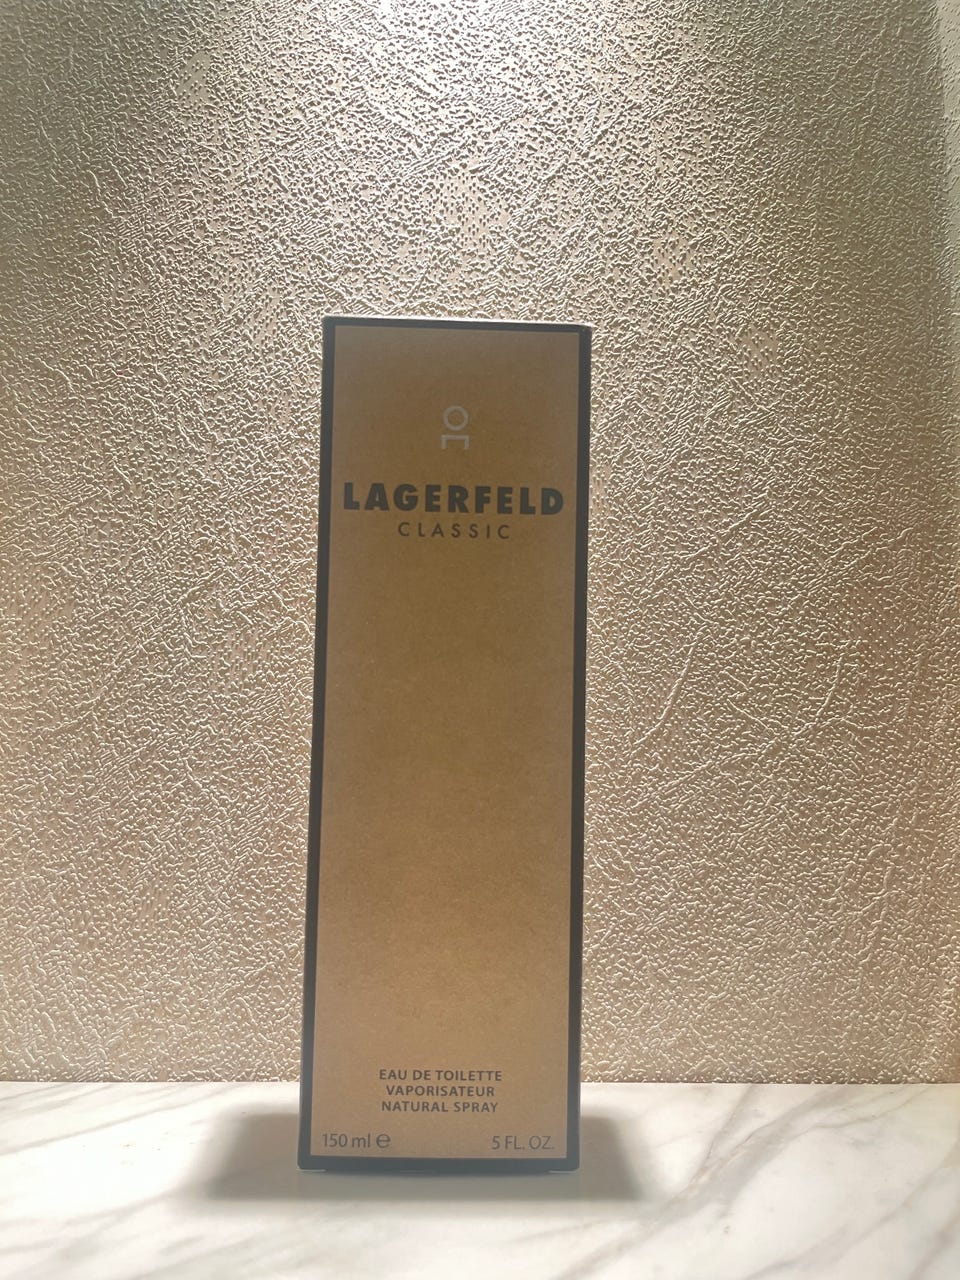 LAGERFELD
CLASSIC
EAU DE TOILETTE
VAPORISATEUR
NATURAL SPRAY
150 ml ℮ 5 FL. OZ.